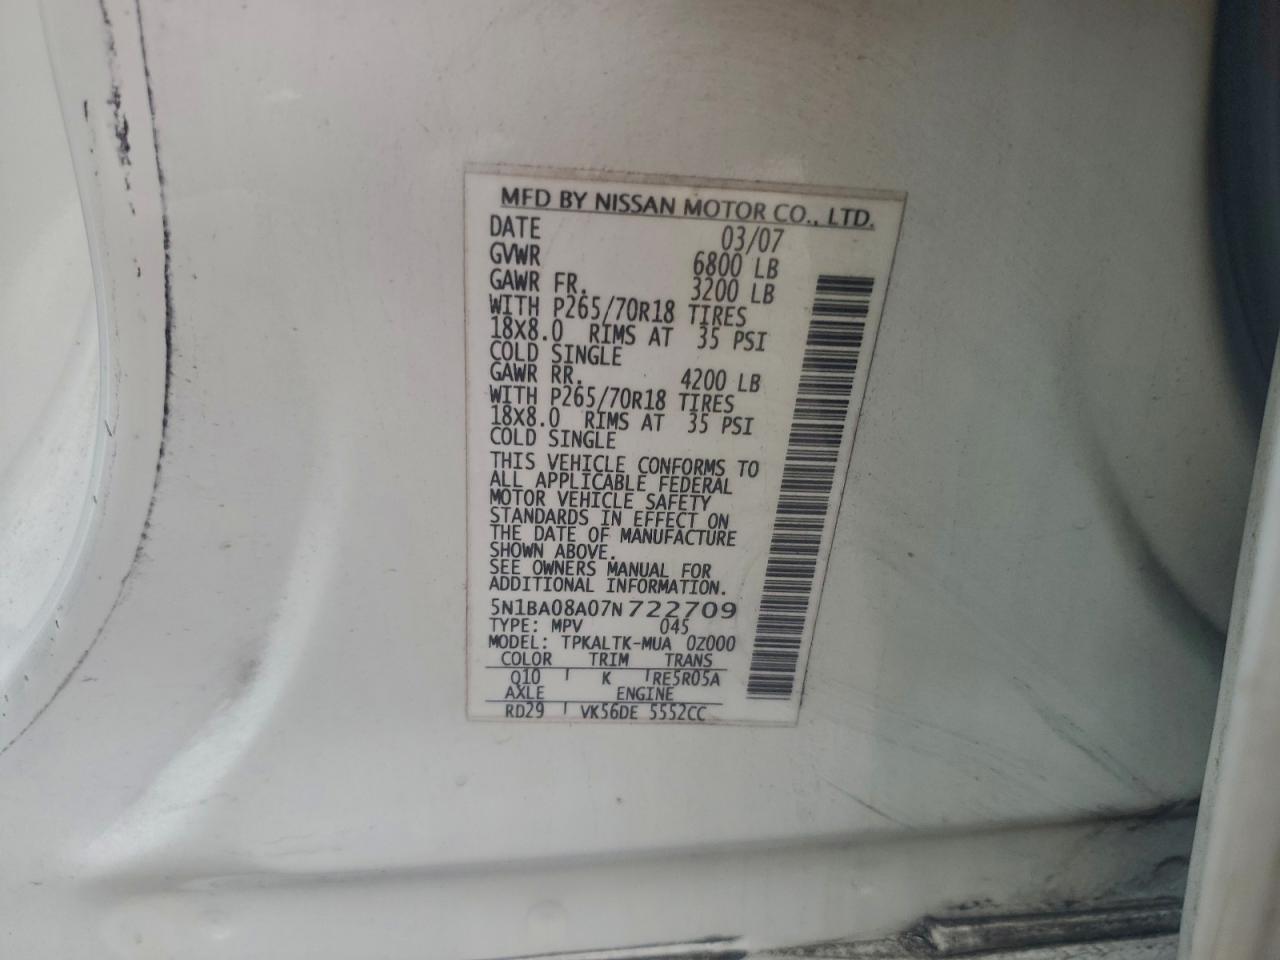 MFD BY NISSAN MOTOR CO., LTD.
DATE 03/07
GVWR 6800 LB
GAWR FR. 3200 LB
WITH P265/70R18 TIRES
18X8.0 RIMS AT 35 PSI
COLD SINGLE
GAWR RR. 4200 LB
WITH P265/70R18 TIRES
18X8.0 RIMS AT 35 PSI
COLD SINGLE
THIS VEHICLE CONFORMS TO
ALL APPLICABLE FEDERAL
MOTOR VEHICLE SAFETY
STANDARDS IN EFFECT ON
THE DATE OF MANUFACTURE
SHOWN ABOVE.
SEE OWNERS MANUAL FOR
ADDITIONAL INFORMATION.
5N1BA08A07N722709
TYPE: MPV 045
MODEL: TPKALTK-MUA 0Z000
COLOR TRIM TRANS
Q10 K RE5R05A
AXLE ENGINE
RD29 VK56DE 5552CC